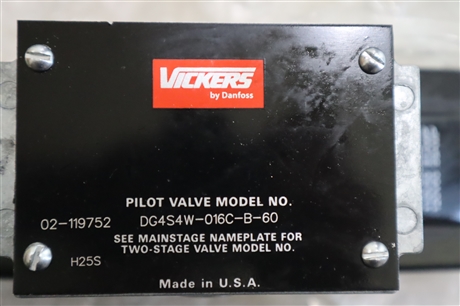 VICKERS
by Danfoss
PILOT VALVE MODEL NO.
02-119752 DG4S4W-016C-B-60
SEE MAINSTAGE NAMEPLATE FOR
TWO-STAGE VALVE MODEL NO.
H25S
Made in U.S.A.